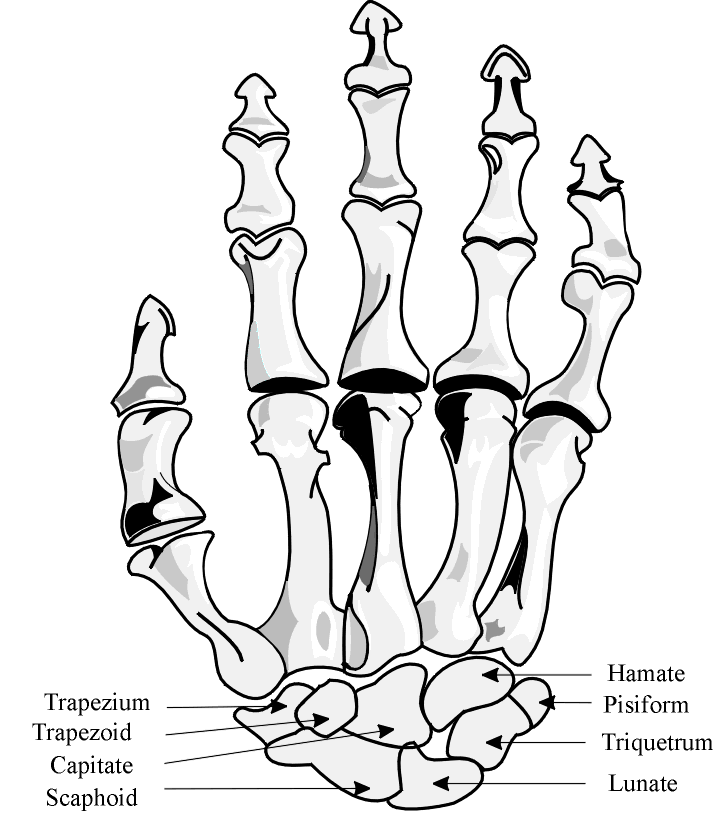 Trapezium
Trapezoid
Capitate
Scaphoid
Hamate
Pisiform
Triquetrum
Lunate